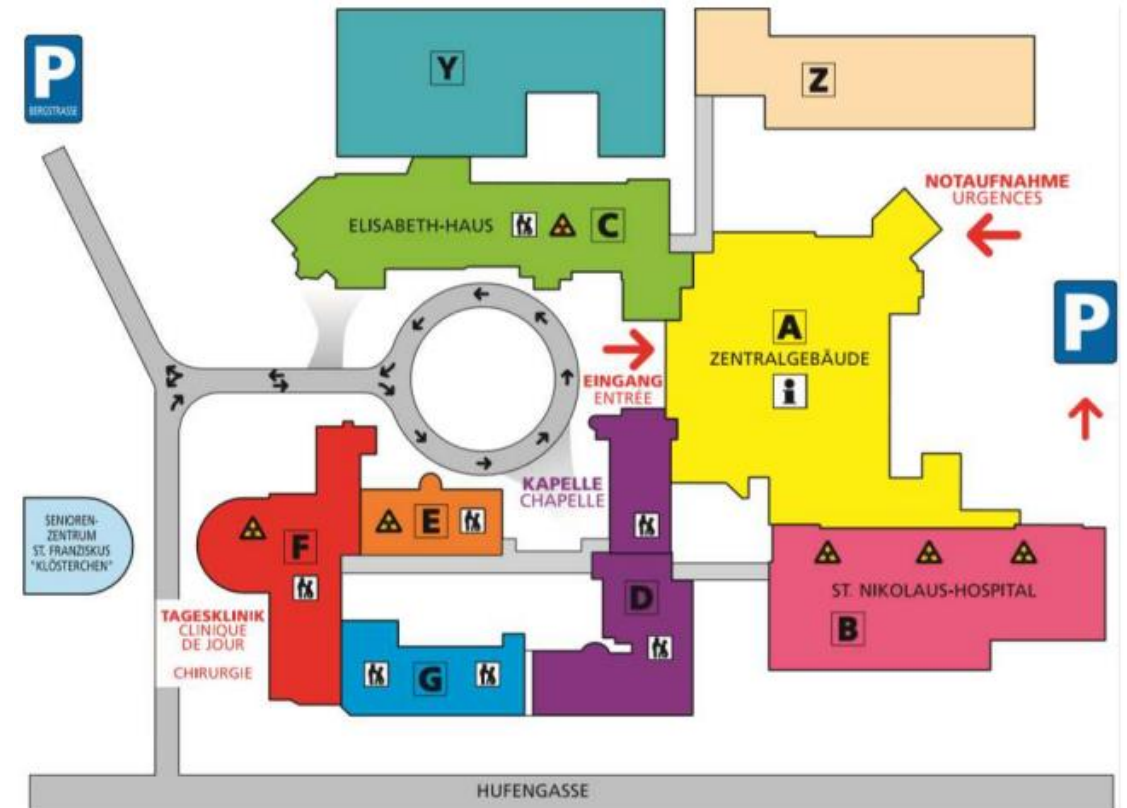 P
BERGSTRASSE
Y
Z
NOTAUFNAHME
URGENCES
ELISABETH-HAUS
C
A
ZENTRALGEBÄUDE
i
P
EINGANG
ENTRÉE
KAPELLE
CHAPELLE
SENIOREN-
ZENTRUM
ST. FRANZISKUS
"KLÖSTERCHEN"
F
E
D
ST. NIKOLAUS-HOSPITAL
B
TAGESKLINIK
CLINIQUE
DE JOUR
CHIRURGIE
G
HUFENGASSE